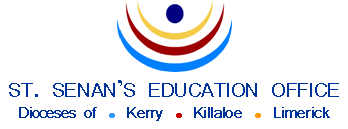 ST. SENAN'S EDUCATION OFFICE
Dioceses of • Kerry • Killaloe • Limerick